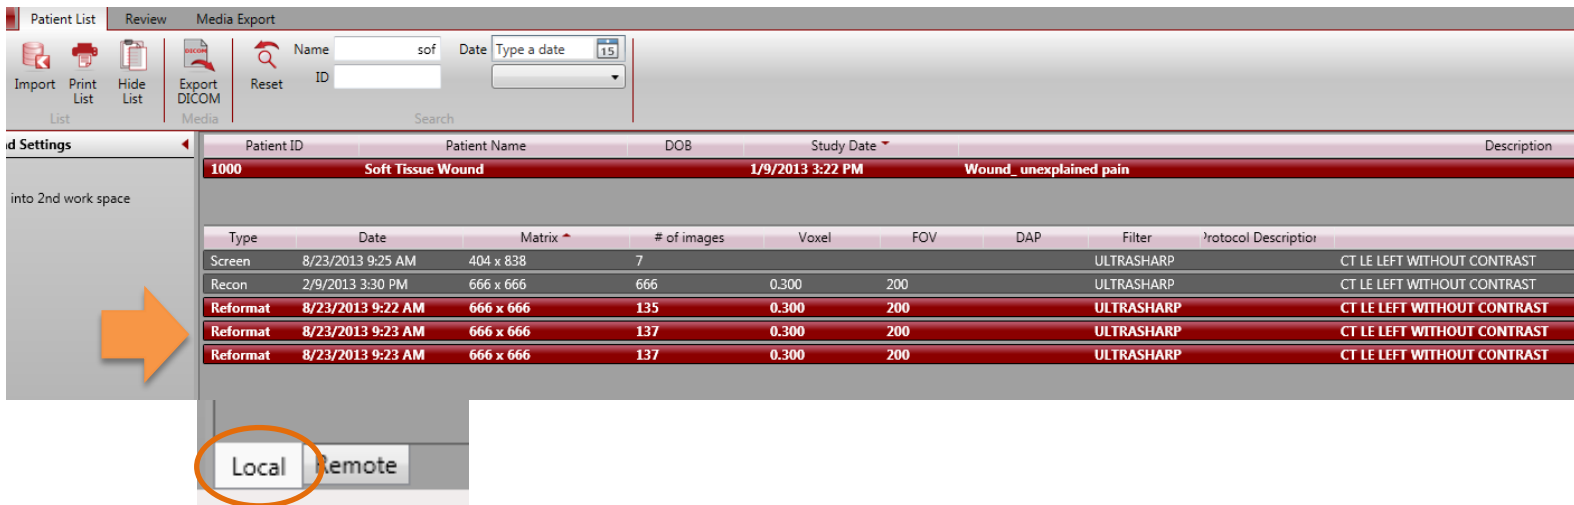 Patient List Review Media Export
Name sof Date Type a date 15
ID
Import Print List Hide List DICOM Export DICOM Reset
List Media Search
d Settings
Patient ID Patient Name DOB Study Date Description
1000 Soft Tissue Wound 1/9/2013 3:22 PM Wound_ unexplained pain
into 2nd work space
Type Date Matrix # of images Voxel FOV DAP Filter Protocol Description
Screen 8/23/2013 9:25 AM 404 x 838 7 ULTRASHARP CT LE LEFT WITHOUT CONTRAST
Recon 2/9/2013 3:30 PM 666 x 666 666 0.300 200 ULTRASHARP CT LE LEFT WITHOUT CONTRAST
Reformat 8/23/2013 9:22 AM 666 x 666 135 0.300 200 ULTRASHARP CT LE LEFT WITHOUT CONTRAST
Reformat 8/23/2013 9:23 AM 666 x 666 137 0.300 200 ULTRASHARP CT LE LEFT WITHOUT CONTRAST
Reformat 8/23/2013 9:23 AM 666 x 666 137 0.300 200 ULTRASHARP CT LE LEFT WITHOUT CONTRAST
Local Remote